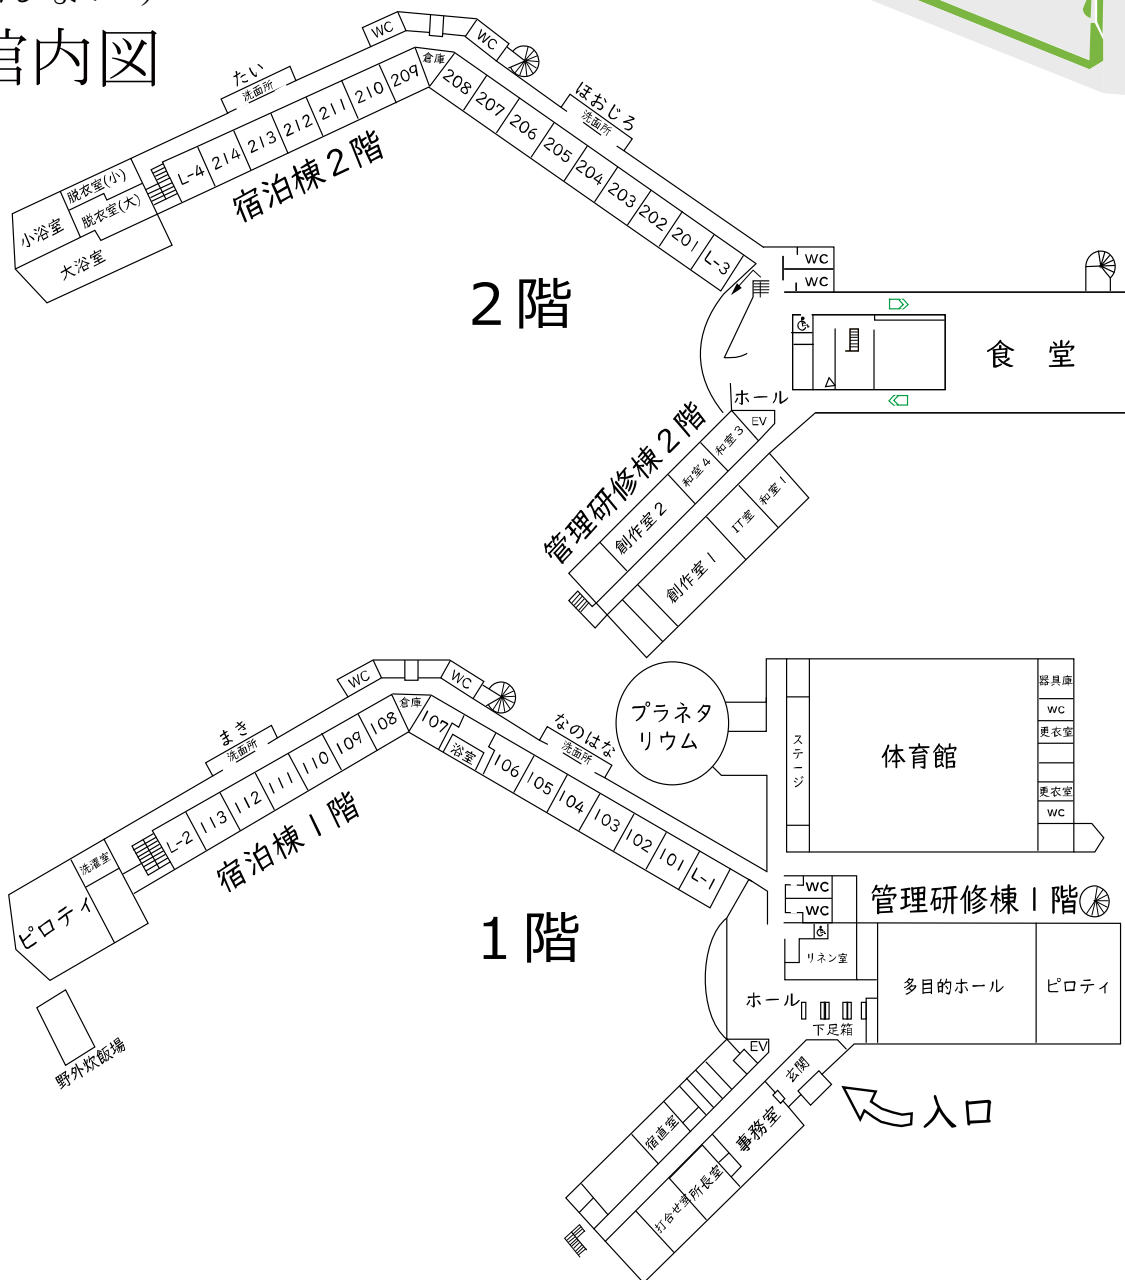 館内図
WC
WC
倉庫
たい
洗面所
ほおじろ
洗面所
209
210
211
212
213
214
L-4
208
207
206
205
204
203
202
201
L-3
宿泊棟2階
脱衣室(小)
脱衣室(大)
小浴室
大浴室
2階
WC
WC
食 堂
ホール
EV
管理研修棟2階
和室3
和室4
創作室2
和室1
IT室
創作室1
WC
WC
倉庫
まき
洗面所
なのはな
洗面所
108
109
110
111
112
113
L-2
107
浴室
106
105
104
103
102
101
L-1
宿泊棟1階
洗濯室
ピロティ
野外炊飯場
1階
プラネタ
リウム
ステージ
体育館
器具庫
WC
更衣室
更衣室
WC
管理研修棟1階
WC
WC
リネン室
多目的ホール
ピロティ
ホール
下足箱
EV
玄関
入口
事務室
宿直室
所長室
打合せ室